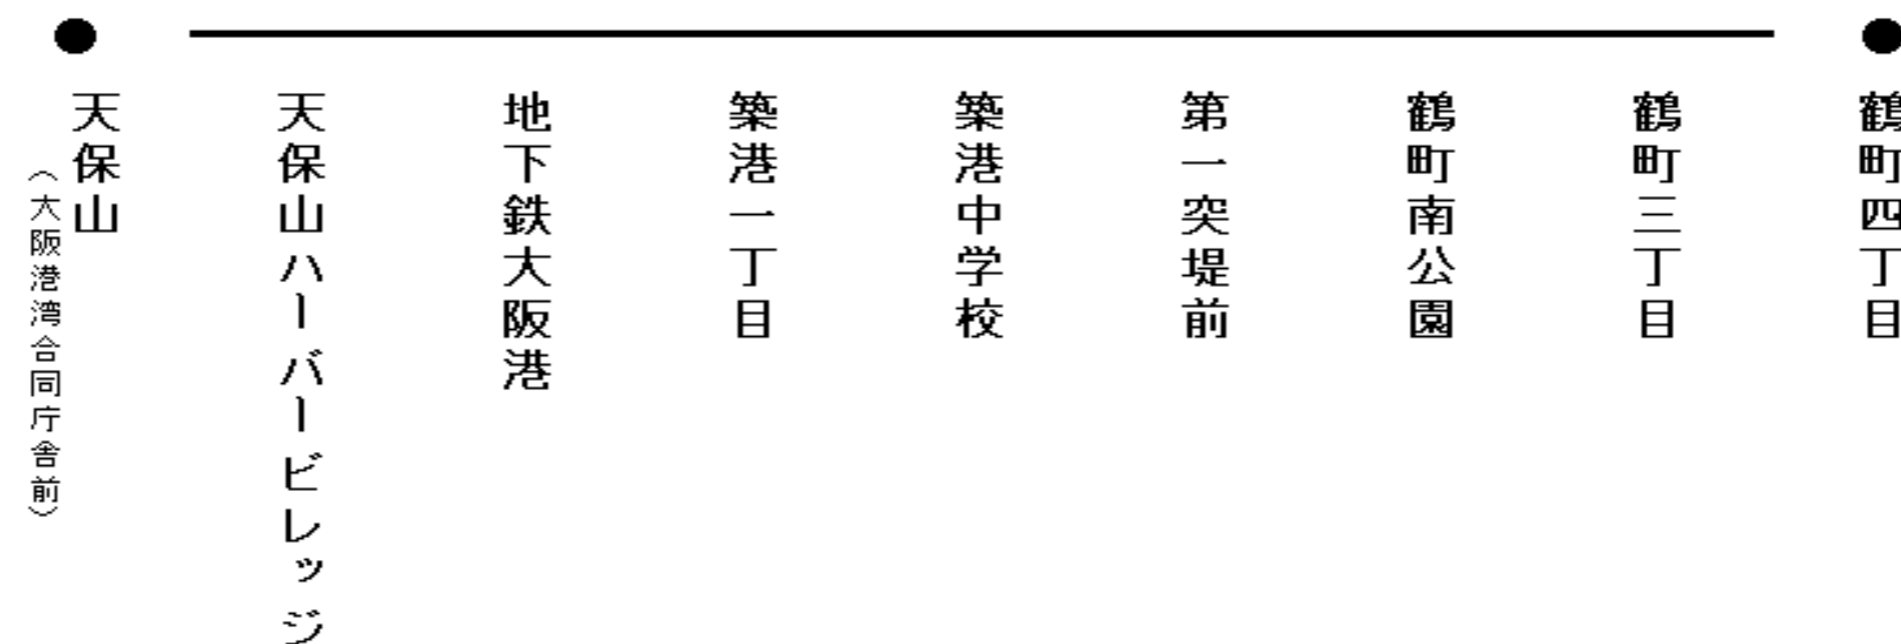 天保山
（大阪港湾合同庁舎前）
天保山ハーバービレッジ
地下鉄大阪港
築港一丁目
築港中学校
第一突堤前
鶴町南公園
鶴町三丁目
鶴町四丁目